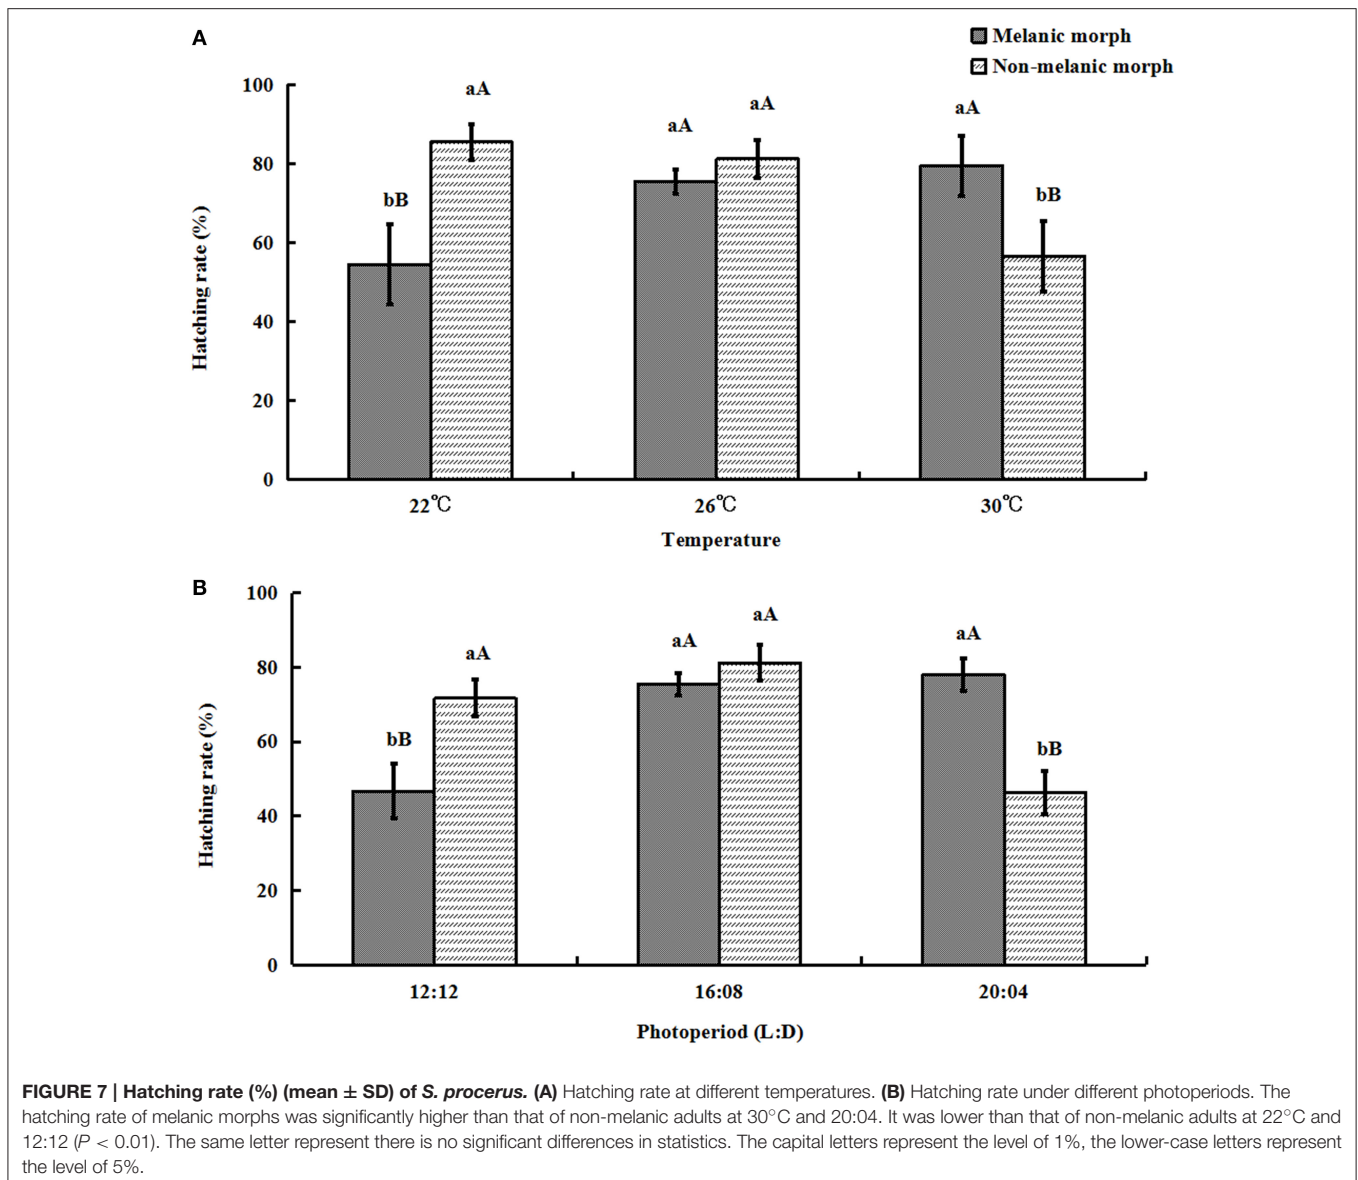 A
Melanic morph
Non-melanic morph
100
80
60
40
20
0
Hatching rate (%)
bB
aA
aA
aA
aA
bB
22℃
26℃
30℃
Temperature
B
100
80
60
40
20
0
Hatching rate (%)
bB
aA
aA
aA
aA
bB
12:12
16:08
20:04
Photoperiod (L:D)
FIGURE 7 | Hatching rate (%) (mean ± SD) of S. procerus. (A) Hatching rate at different temperatures. (B) Hatching rate under different photoperiods. The
hatching rate of melanic morphs was significantly higher than that of non-melanic adults at 30°C and 20:04. It was lower than that of non-melanic adults at 22°C and
12:12 (P < 0.01). The same letter represent there is no significant differences in statistics. The capital letters represent the level of 1%, the lower-case letters represent
the level of 5%.